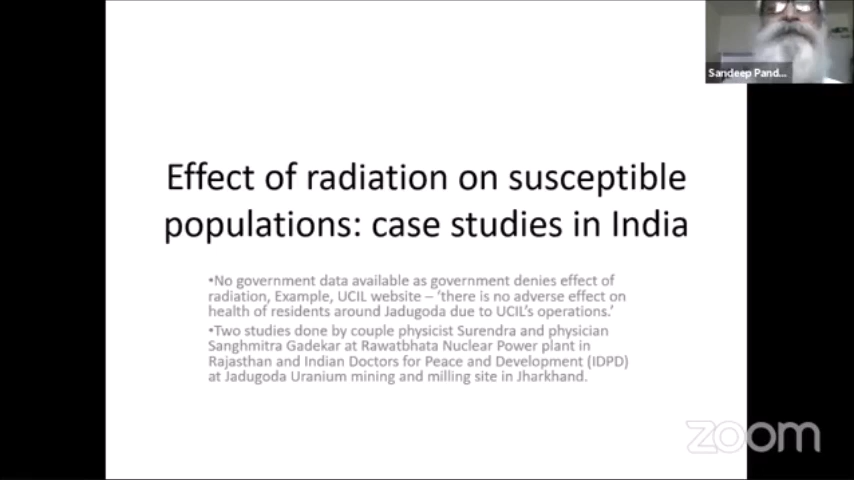 Sandeep Pand...
Effect of radiation on susceptible
populations: case studies in India
•No government data available as government denies effect of
radiation, Example, UCIL website – ‘there is no adverse effect on
health of residents around Jadugoda due to UCIL’s operations.’
•Two studies done by couple physicist Surendra and physician
Sanghmitra Gadekar at Rawatbhata Nuclear Power plant in
Rajasthan and Indian Doctors for Peace and Development (IDPD)
at Jadugoda Uranium mining and milling site in Jharkhand.
zoom